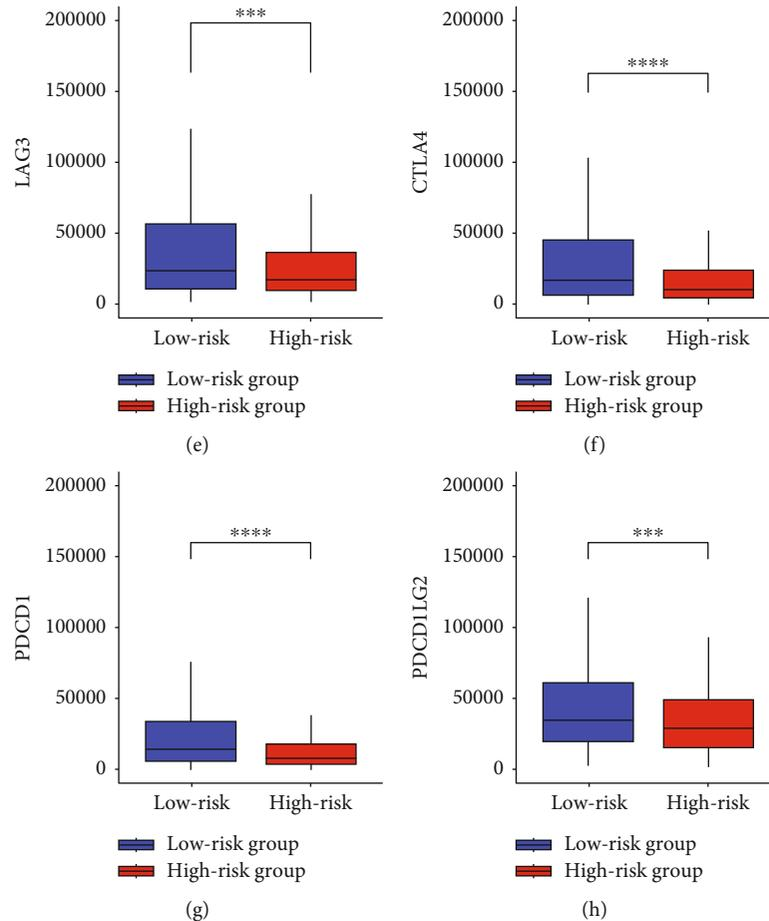 200000
150000
100000
50000
0
LAG3
***
Low-risk High-risk
Low-risk group
High-risk group
(e)
200000
150000
100000
50000
0
CTLA4
****
Low-risk High-risk
Low-risk group
High-risk group
(f)
200000
150000
100000
50000
0
PDCD1
****
Low-risk High-risk
Low-risk group
High-risk group
(g)
200000
150000
100000
50000
0
PDCD1LG2
***
Low-risk High-risk
Low-risk group
High-risk group
(h)